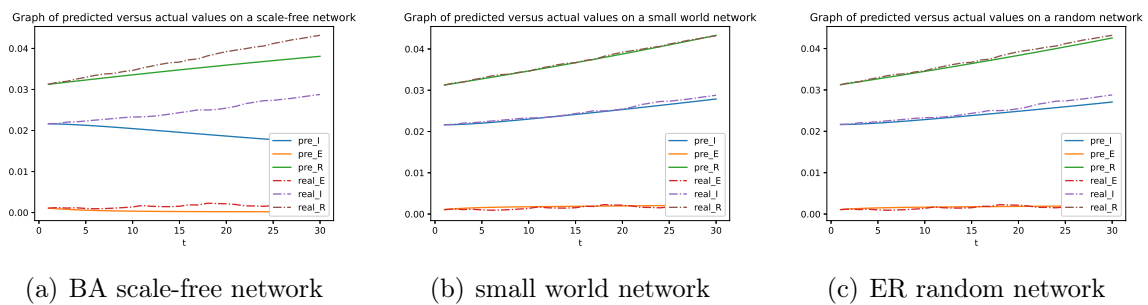 Graph of predicted versus actual values on a scale-free network
0.04
0.03
0.02
0.01
0.00
0 5 10 15 20 25 30
t
pre_I
pre_E
pre_R
real_E
real_I
real_R
(a) BA scale-free network
Graph of predicted versus actual values on a small world network
0.04
0.03
0.02
0.01
0.00
0 5 10 15 20 25 30
t
pre_I
pre_E
pre_R
real_E
real_I
real_R
(b) small world network
Graph of predicted versus actual values on a random network
0.04
0.03
0.02
0.01
0.00
0 5 10 15 20 25 30
t
pre_I
pre_E
pre_R
real_E
real_I
real_R
(c) ER random network